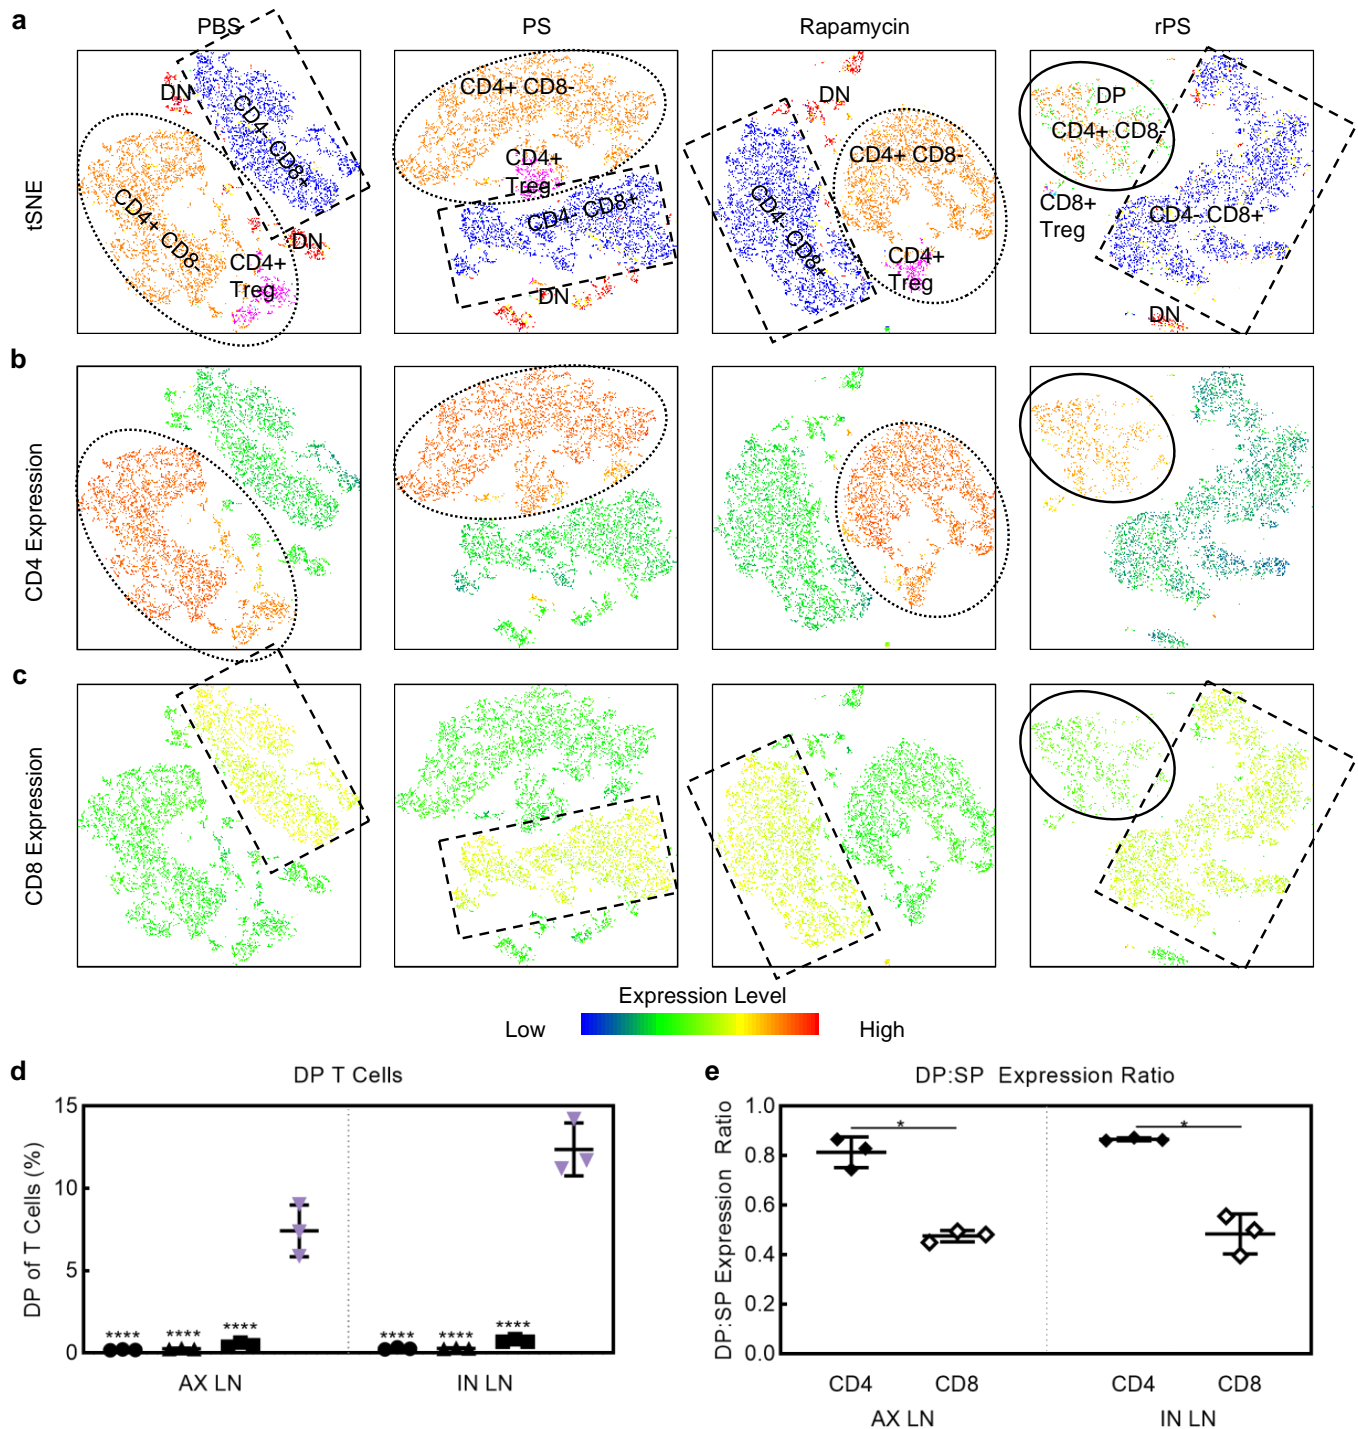 a
PBS
PS
Rapamycin
rPS
tSNE
DN
CD4- CD8+
CD4+ CD8-
DN
CD4+
Treg
CD4+ CD8-
CD4+
Treg
CD4- CD8+
DN
DN
CD4+ CD8-
CD4- CD8+
CD4+
Treg
DP
CD4+ CD8-
CD8+
Treg
CD4- CD8+
DN
b
CD4 Expression
c
CD8 Expression
Expression Level
Low
High
d
DP T Cells
DP of T Cells (%)
15
10
5
0
****
****
****
****
****
****
AX LN
IN LN
e
DP:SP Expression Ratio
DP:SP Expression Ratio
1.0
0.8
0.6
0.4
0.2
0.0
*
*
CD4
CD8
CD4
CD8
AX LN
IN LN